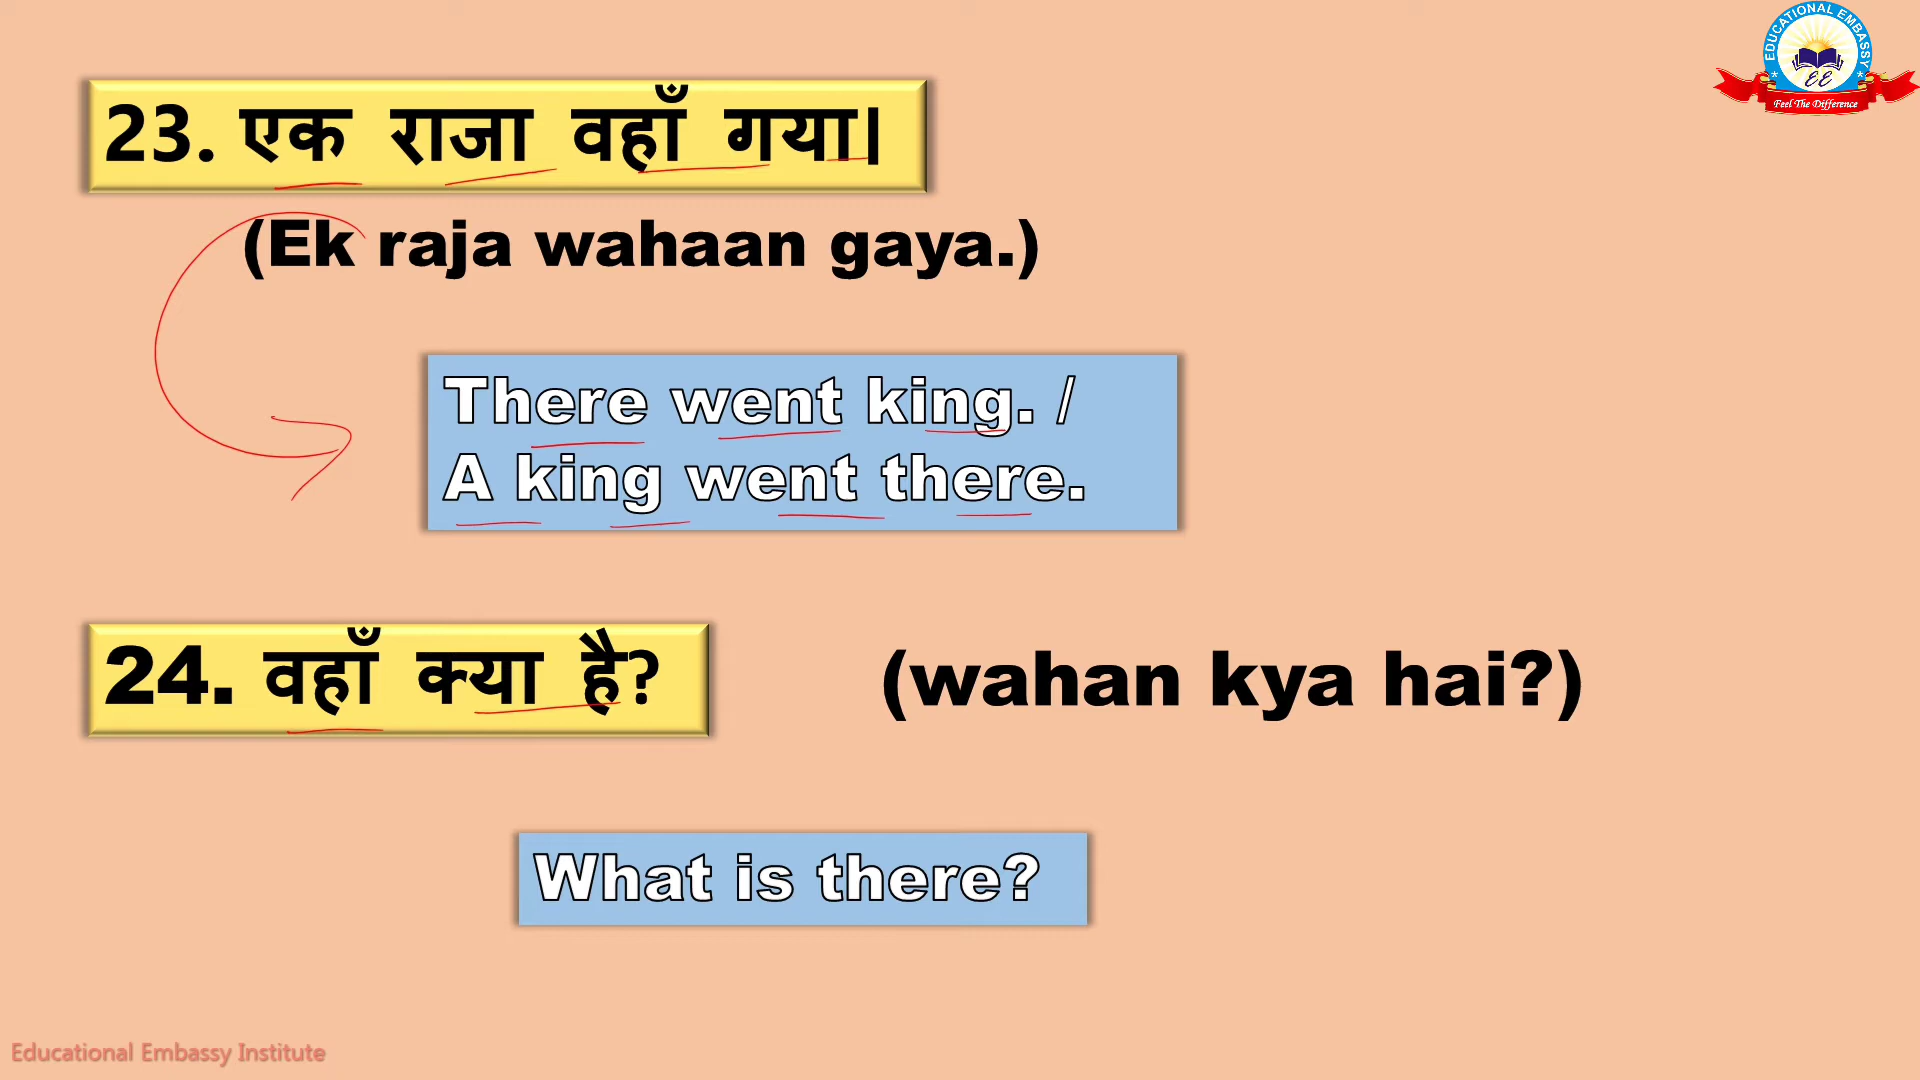 EDUCATIONAL EMBASSY
EE
Feel The Difference
23. एक राजा वहाँ गया।
(Ek raja wahaan gaya.)
There went king. /
A king went there.
24. वहाँ क्या है?
(wahan kya hai?)
What is there?
Educational Embassy Institute